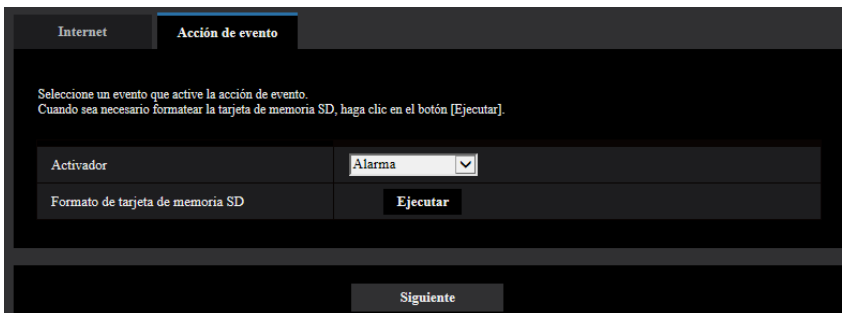 Internet
Acción de evento
Seleccione un evento que active la acción de evento.
Cuando sea necesario formatear la tarjeta de memoria SD, haga clic en el botón [Ejecutar].
Activador
Alarma
Formato de tarjeta de memoria SD
Ejecutar
Siguiente